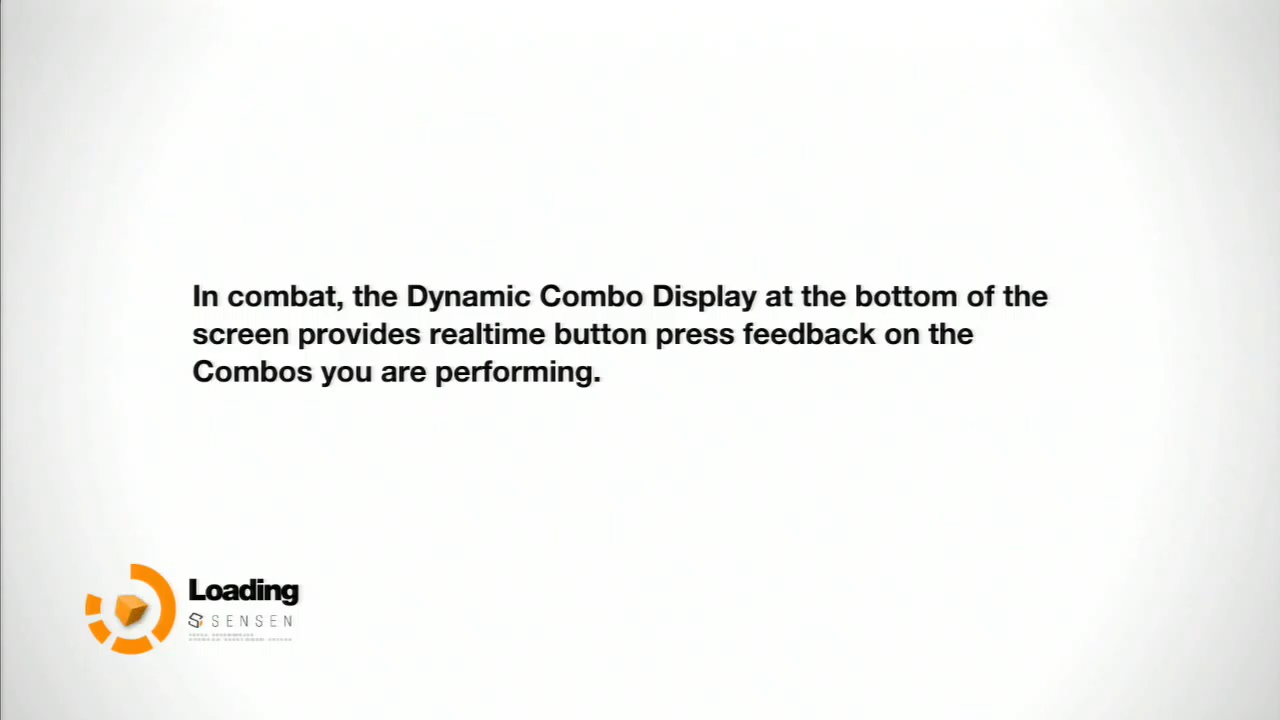 In combat, the Dynamic Combo Display at the bottom of the
screen provides realtime button press feedback on the
Combos you are performing.
Loading
SENSEN